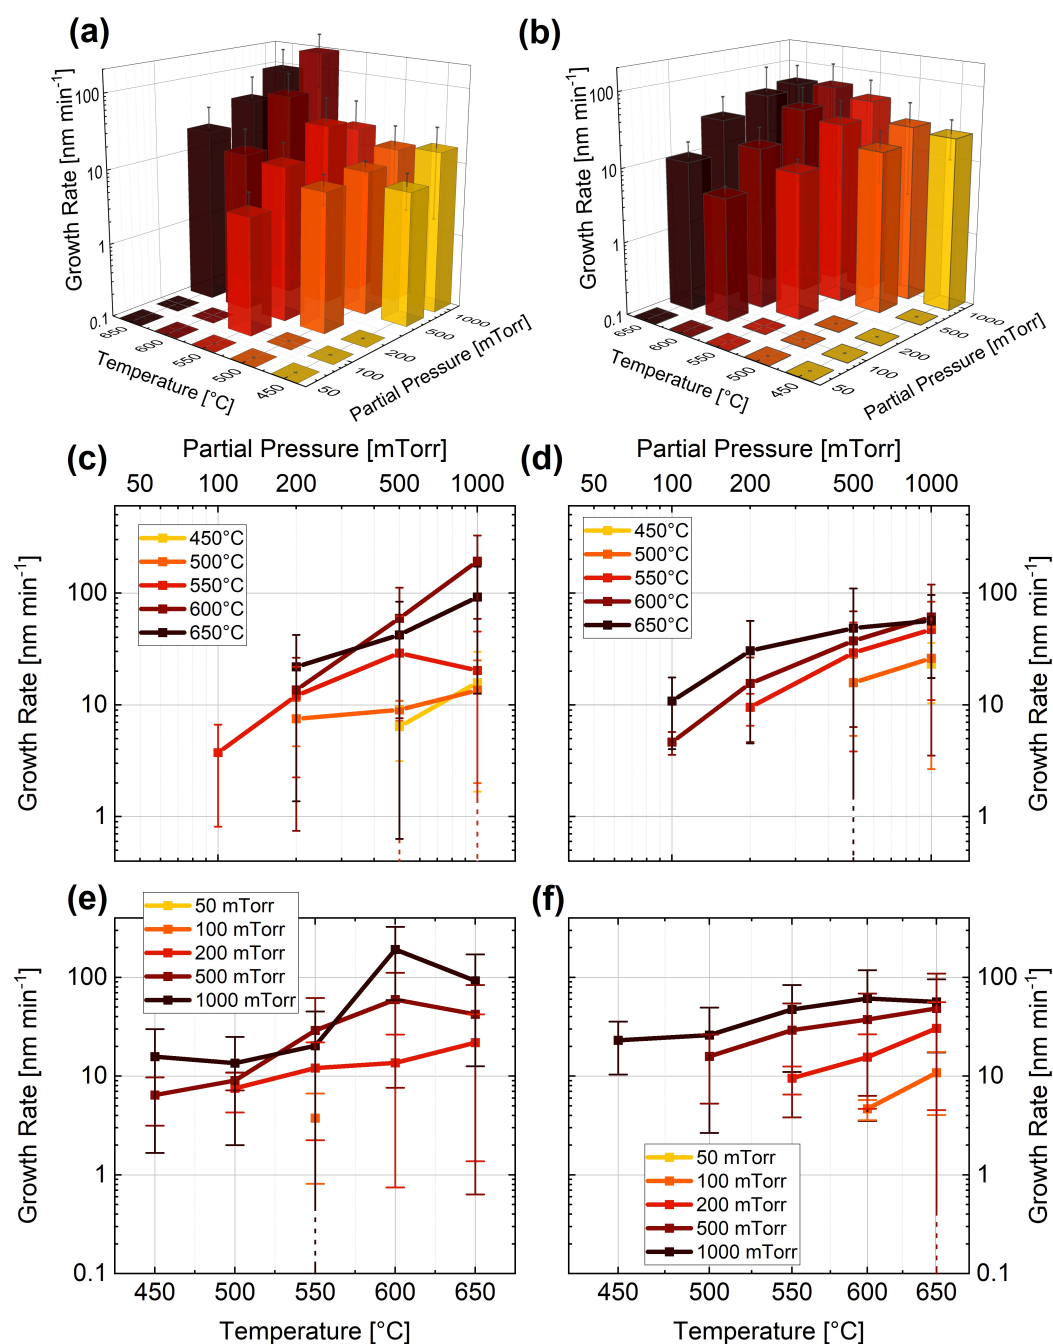 (a)
(b)
Growth Rate [nm min-1]
100
10
1
0.1
650
600
550
500
450
Temperature [°C]
50
100
200
500
1000
Partial Pressure [mTorr]
Growth Rate [nm min-1]
100
10
1
0.1
650
600
550
500
450
Temperature [°C]
50
100
200
500
1000
Partial Pressure [mTorr]
(c)
Partial Pressure [mTorr]
50 100 200 500 1000
450°C
500°C
550°C
600°C
650°C
Growth Rate [nm min-1]
100
10
1
(d)
Partial Pressure [mTorr]
50 100 200 500 1000
450°C
500°C
550°C
600°C
650°C
100
10
1
Growth Rate [nm min-1]
(e)
50 mTorr
100 mTorr
200 mTorr
500 mTorr
1000 mTorr
Growth Rate [nm min-1]
100
10
1
0.1
450 500 550 600 650
Temperature [°C]
(f)
50 mTorr
100 mTorr
200 mTorr
500 mTorr
1000 mTorr
100
10
1
0.1
Growth Rate [nm min-1]
450 500 550 600 650
Temperature [°C]